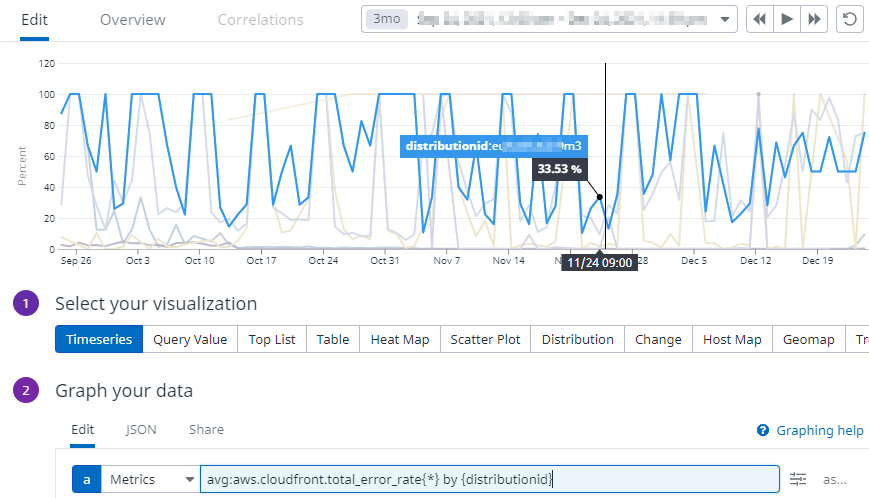 Edit Overview Correlations 3mo
120
100
80
60
40
20
0
Percent
distributionid:eu
m3
33.53 %
Sep 26 Oct 3 Oct 10 Oct 17 Oct 24 Oct 31 Nov 7 Nov 14 11/24 09:00 28 Dec 5 Dec 12 Dec 19
1 Select your visualization
Timeseries Query Value Top List Table Heat Map Scatter Plot Distribution Change Host Map Geomap Tr
2 Graph your data
Edit JSON Share Graphing help
a Metrics avg:aws.cloudfront.total_error_rate{*} by {distributionid} as...